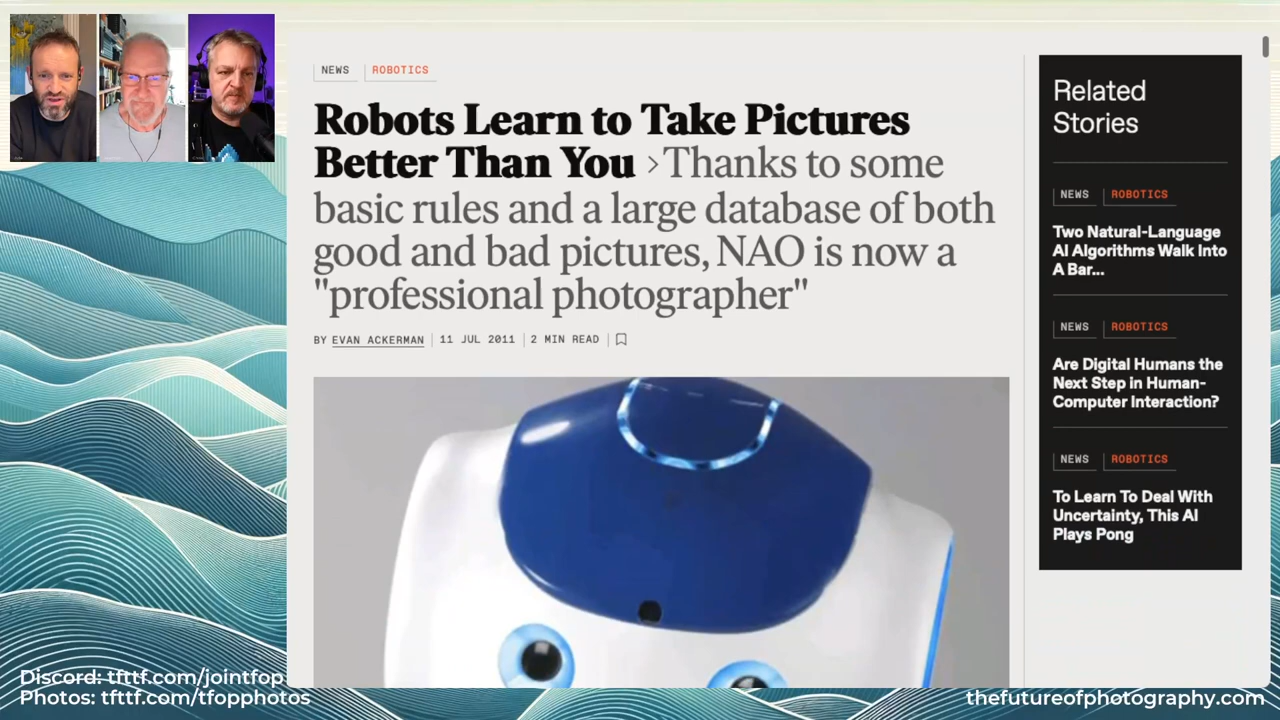 NEWS ROBOTICS
Robots Learn to Take Pictures
Better Than You › Thanks to some
basic rules and a large database of both
good and bad pictures, NAO is now a
"professional photographer"
BY EVAN ACKERMAN | 11 JUL 2011 | 2 MIN READ |
Related
Stories
NEWS ROBOTICS
Two Natural-Language
AI Algorithms Walk Into
A Bar...
NEWS ROBOTICS
Are Digital Humans the
Next Step in Human-
Computer Interaction?
NEWS ROBOTICS
To Learn To Deal With
Uncertainty, This AI
Plays Pong
Discord: tfttf.com/jointfop
Photos: tfttf.com/tfopphotos
thefutureofphotography.com